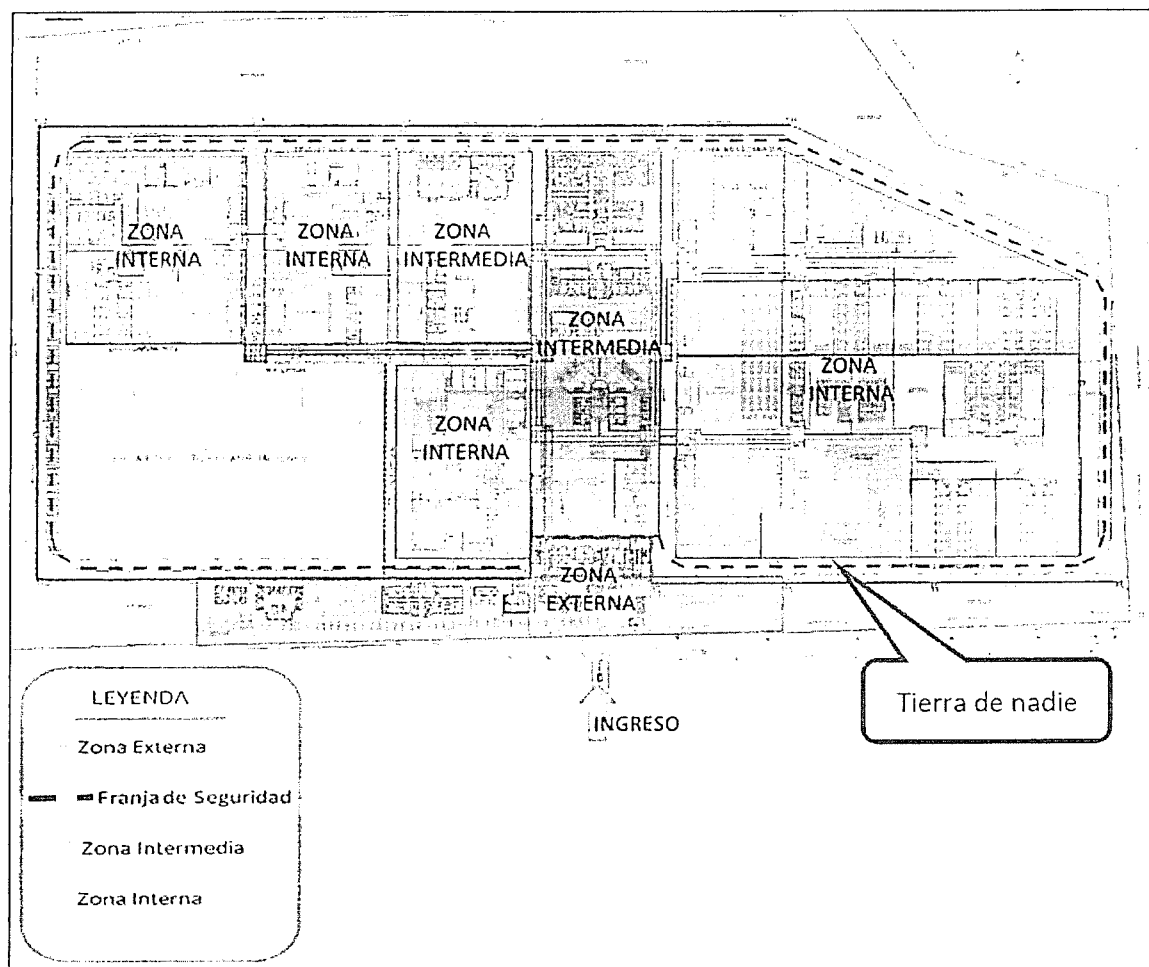 ZONA
INTERNA
ZONA
INTERNA
ZONA
INTERMEDIA
ZONA
INTERMEDIA
ZONA
INTERNA
ZONA
INTERNA
ZONA
EXTERNA
INGRESO
Tierra de nadie
LEYENDA
Zona Externa
Franja de Seguridad
Zona Intermedia
Zona Interna